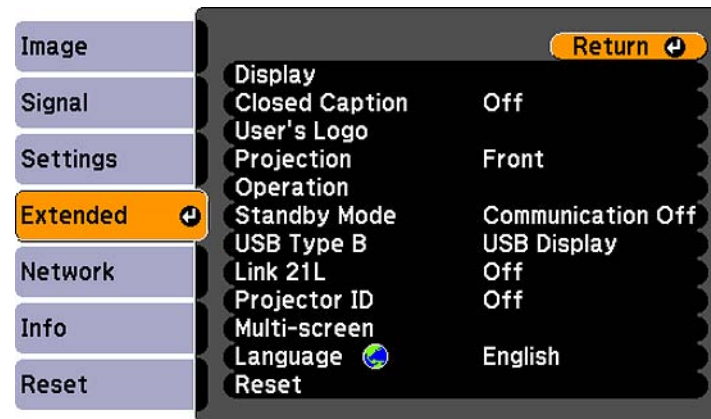 Image
Signal
Settings
Extended
Network
Info
Reset
Return
Display
Closed Caption Off
User's Logo
Projection Front
Operation
Standby Mode Communication Off
USB Type B USB Display
Link 21L Off
Projector ID Off
Multi-screen
Language English
Reset